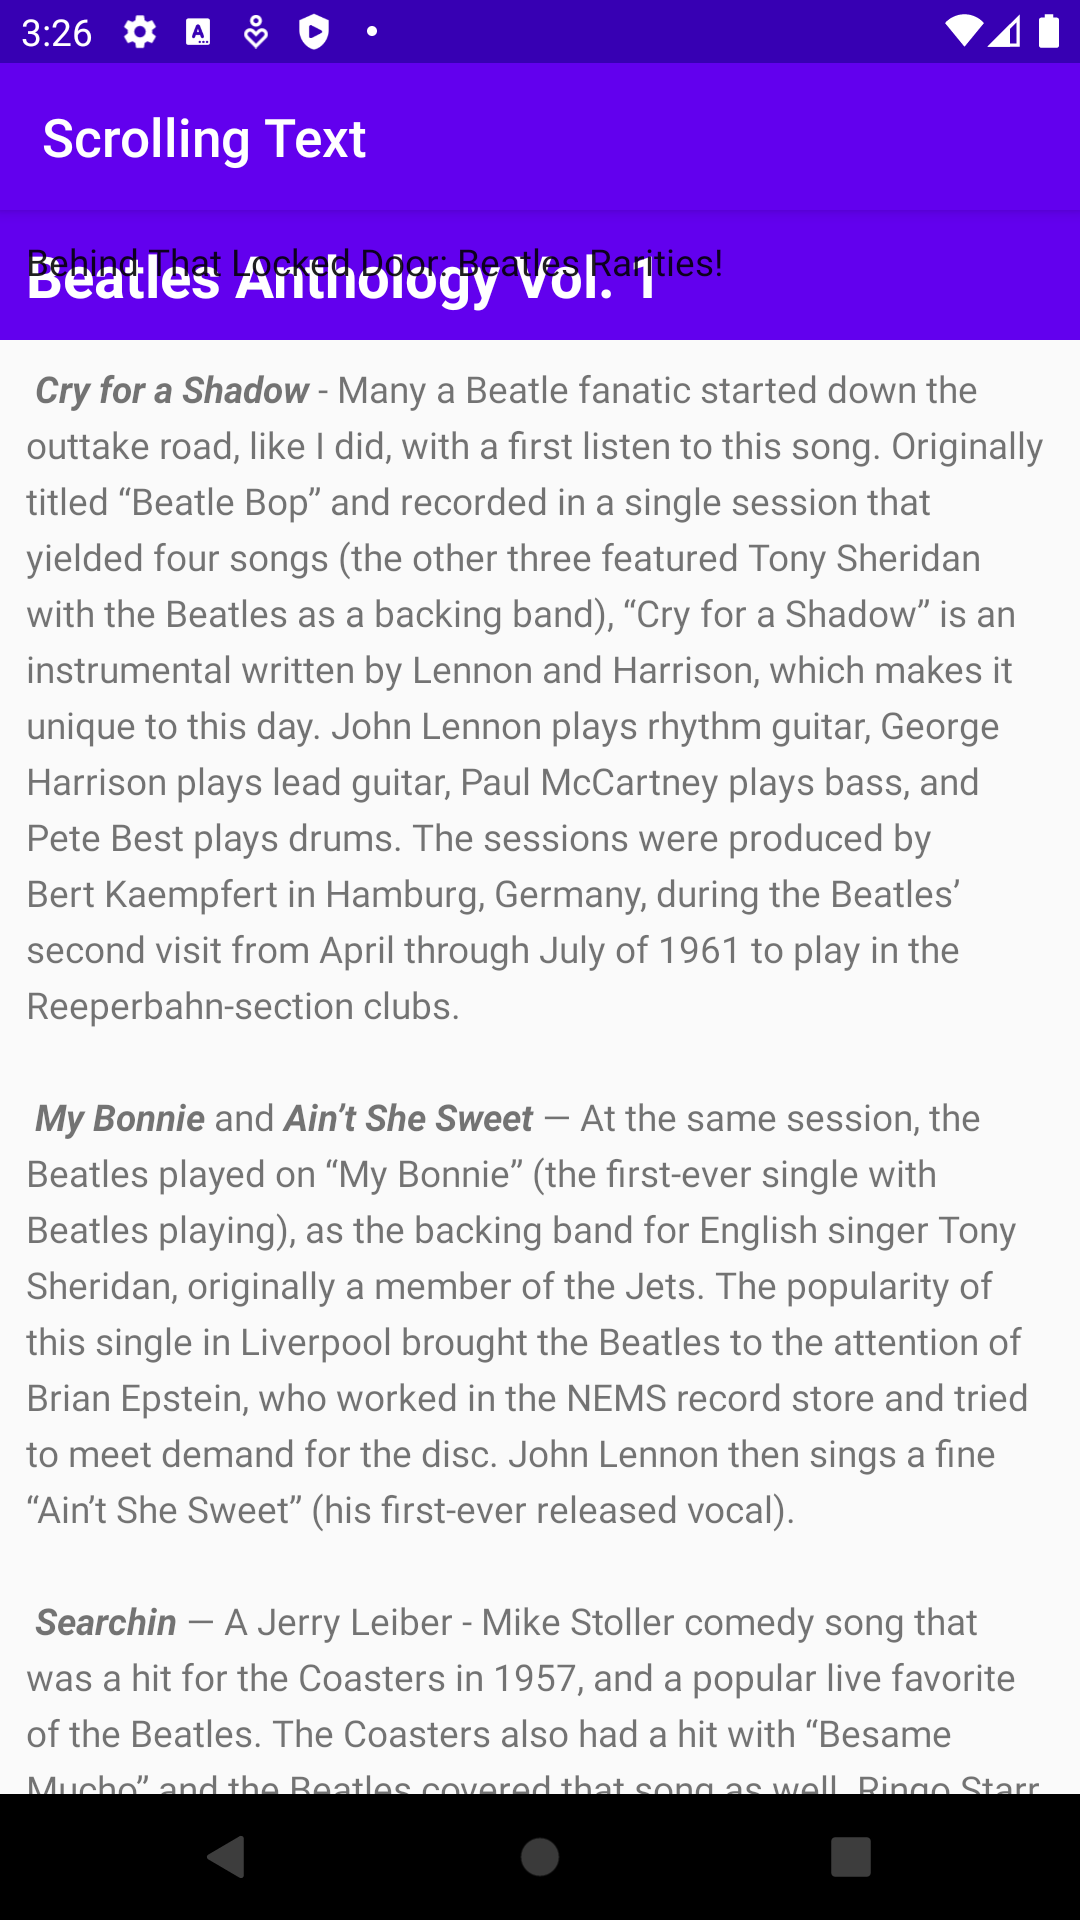 3:26
Scrolling Text
Beatles Anthology Vol. 1
Behind That Locked Door: Beatles Rarities!
Cry for a Shadow - Many a Beatle fanatic started down the
outtake road, like I did, with a first listen to this song. Originally
titled “Beatle Bop” and recorded in a single session that
yielded four songs (the other three featured Tony Sheridan
with the Beatles as a backing band), “Cry for a Shadow” is an
instrumental written by Lennon and Harrison, which makes it
unique to this day. John Lennon plays rhythm guitar, George
Harrison plays lead guitar, Paul McCartney plays bass, and
Pete Best plays drums. The sessions were produced by
Bert Kaempfert in Hamburg, Germany, during the Beatles’
second visit from April through July of 1961 to play in the
Reeperbahn-section clubs.
My Bonnie and Ain’t She Sweet — At the same session, the
Beatles played on “My Bonnie” (the first-ever single with
Beatles playing), as the backing band for English singer Tony
Sheridan, originally a member of the Jets. The popularity of
this single in Liverpool brought the Beatles to the attention of
Brian Epstein, who worked in the NEMS record store and tried
to meet demand for the disc. John Lennon then sings a fine
“Ain’t She Sweet” (his first-ever released vocal).
Searchin — A Jerry Leiber - Mike Stoller comedy song that
was a hit for the Coasters in 1957, and a popular live favorite
of the Beatles. The Coasters also had a hit with “Besame
Mucho” and the Beatles covered that song as well. Ringo Starr